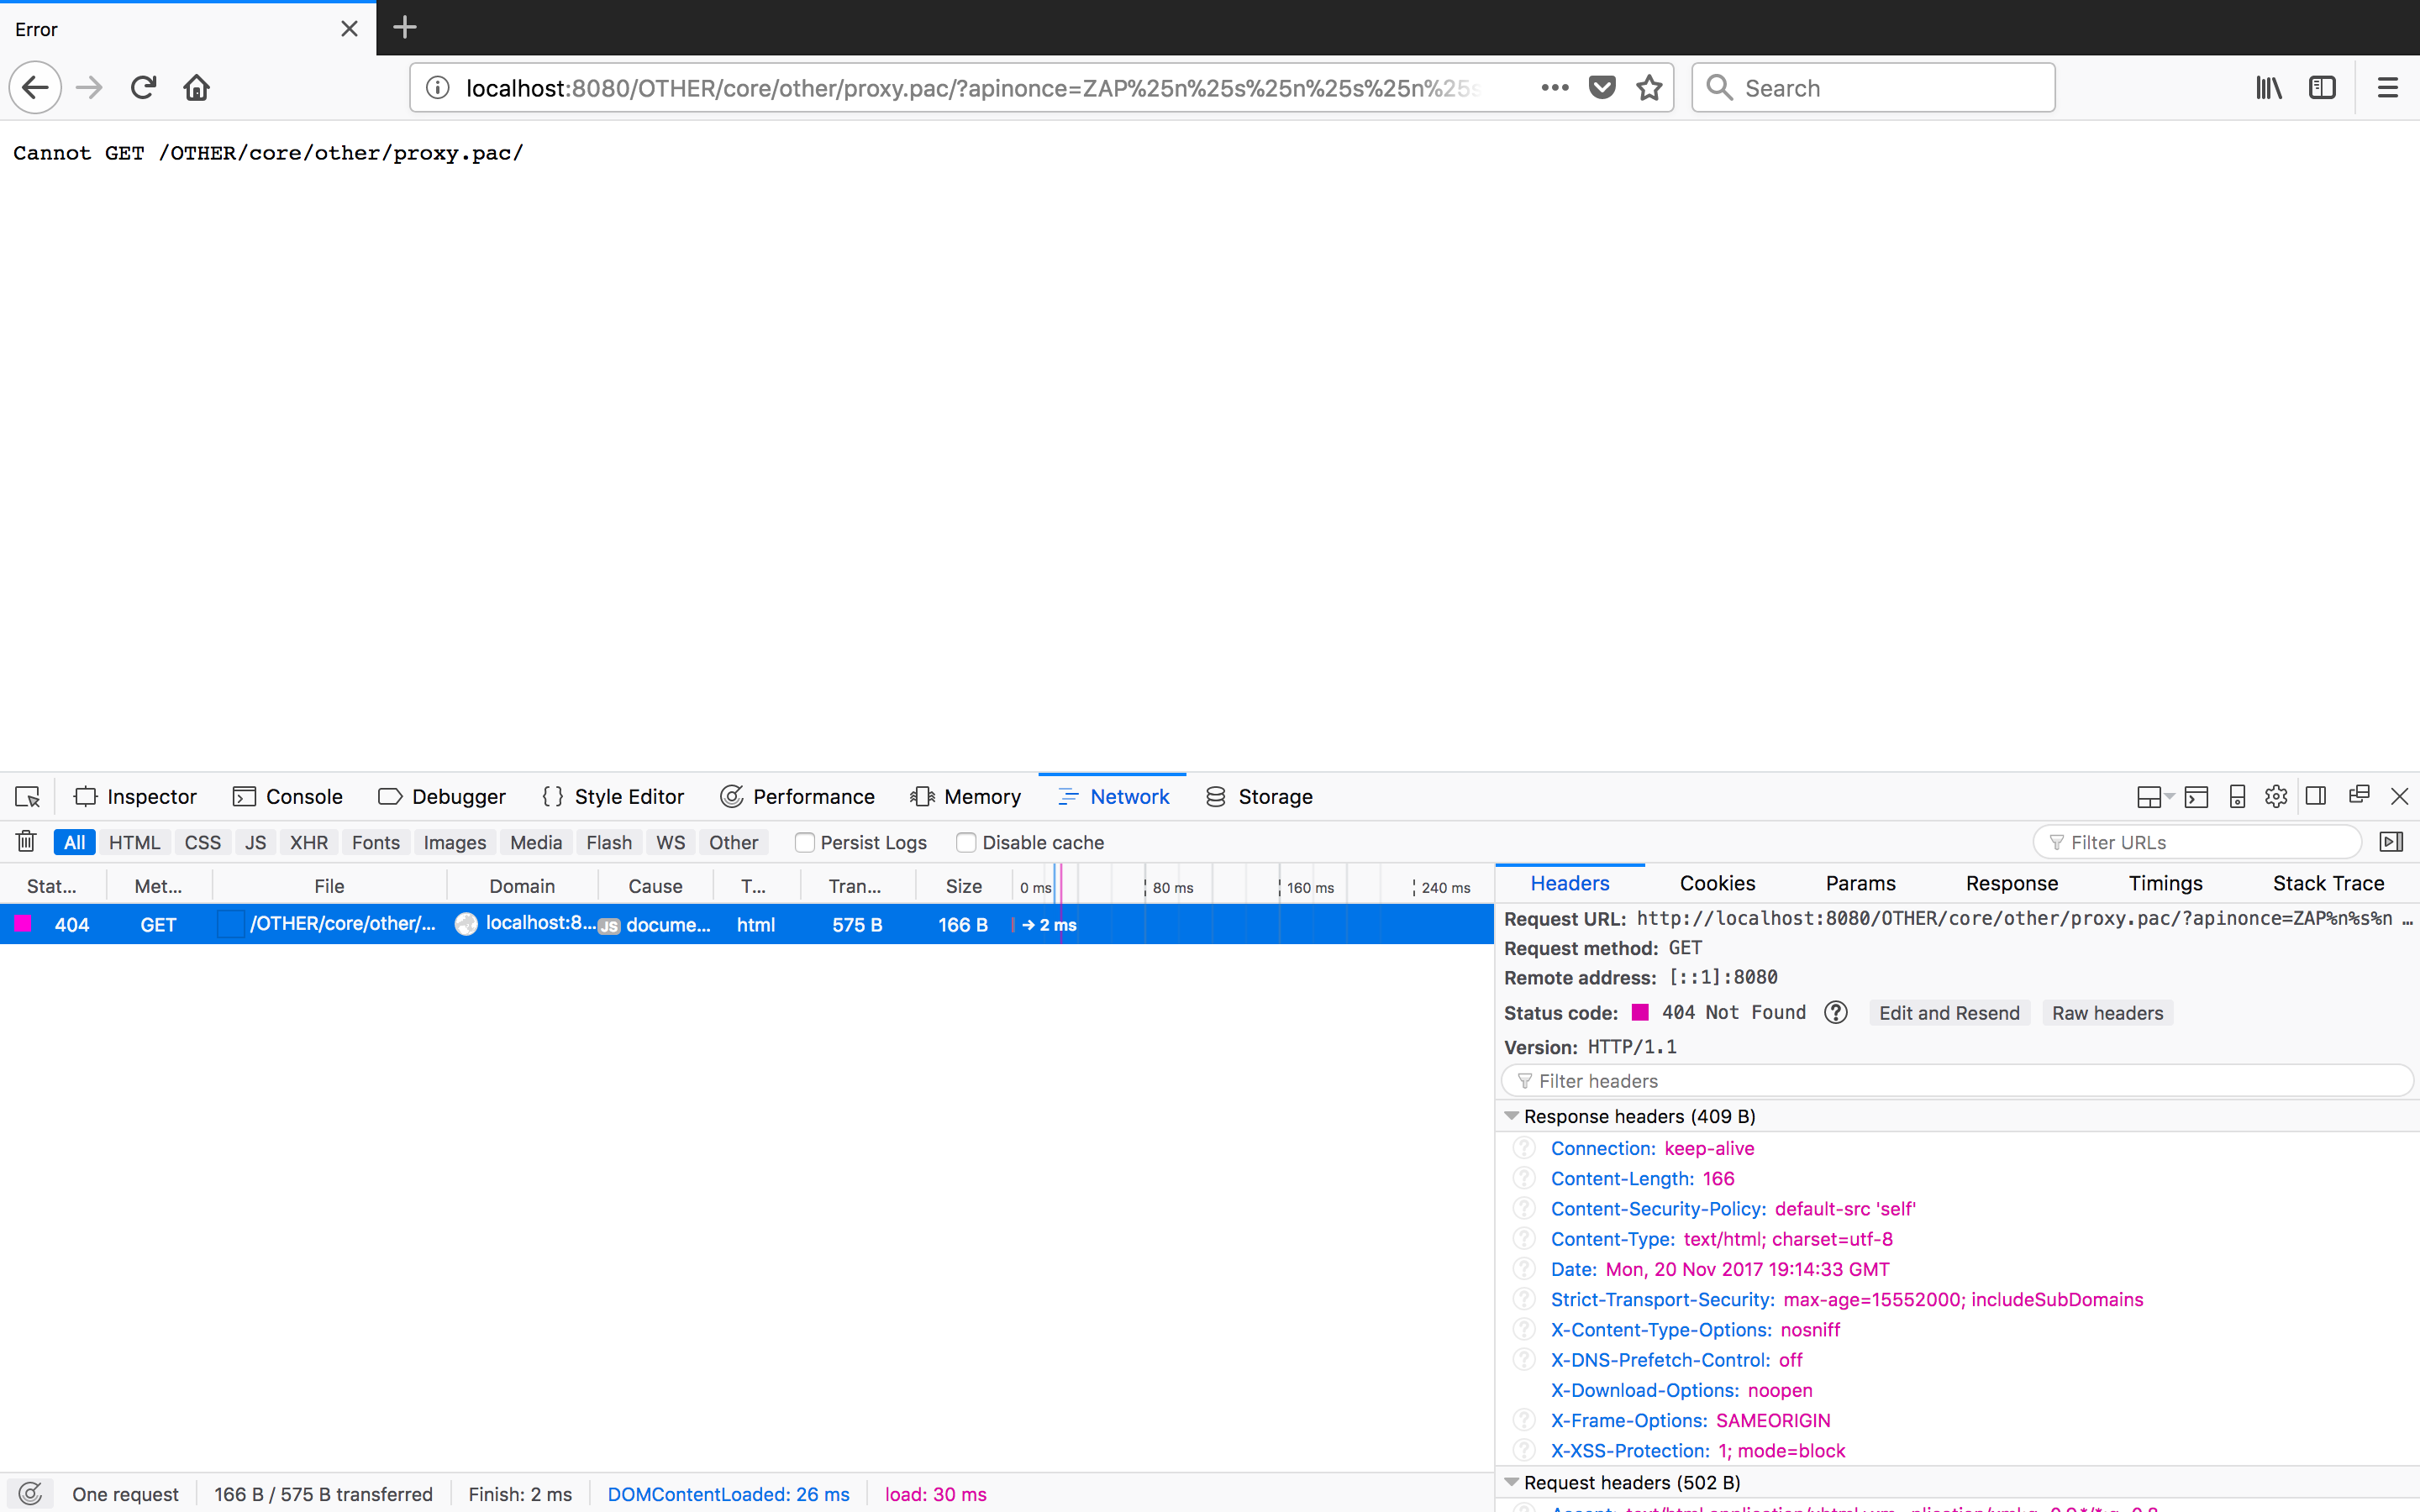 Error
localhost:8080/OTHER/core/other/proxy.pac/?apinonce=ZAP%25n%25s%25n%25s%25n%25s
Search
Cannot GET /OTHER/core/other/proxy.pac/
Inspector Console Debugger {} Style Editor Performance Memory Network Storage
All HTML CSS JS XHR Fonts Images Media Flash WS Other Persist Logs Disable cache Filter URLs
Stat... Met... File Domain Cause T... Tran... Size 0 ms 80 ms 160 ms 240 ms
404 GET /OTHER/core/other/... localhost:8... JS docume... html 575 B 166 B → 2 ms
Headers Cookies Params Response Timings Stack Trace
Request URL: http://localhost:8080/OTHER/core/other/proxy.pac/?apinonce=ZAP%n%s%n ...
Request method: GET
Remote address: [::1]:8080
Status code: 404 Not Found ? Edit and Resend Raw headers
Version: HTTP/1.1
Filter headers
Response headers (409 B)
? Connection: keep-alive
? Content-Length: 166
? Content-Security-Policy: default-src 'self'
? Content-Type: text/html; charset=utf-8
? Date: Mon, 20 Nov 2017 19:14:33 GMT
? Strict-Transport-Security: max-age=15552000; includeSubDomains
? X-Content-Type-Options: nosniff
? X-DNS-Prefetch-Control: off
X-Download-Options: noopen
? X-Frame-Options: SAMEORIGIN
? X-XSS-Protection: 1; mode=block
Request headers (502 B)
One request 166 B / 575 B transferred Finish: 2 ms DOMContentLoaded: 26 ms load: 30 ms